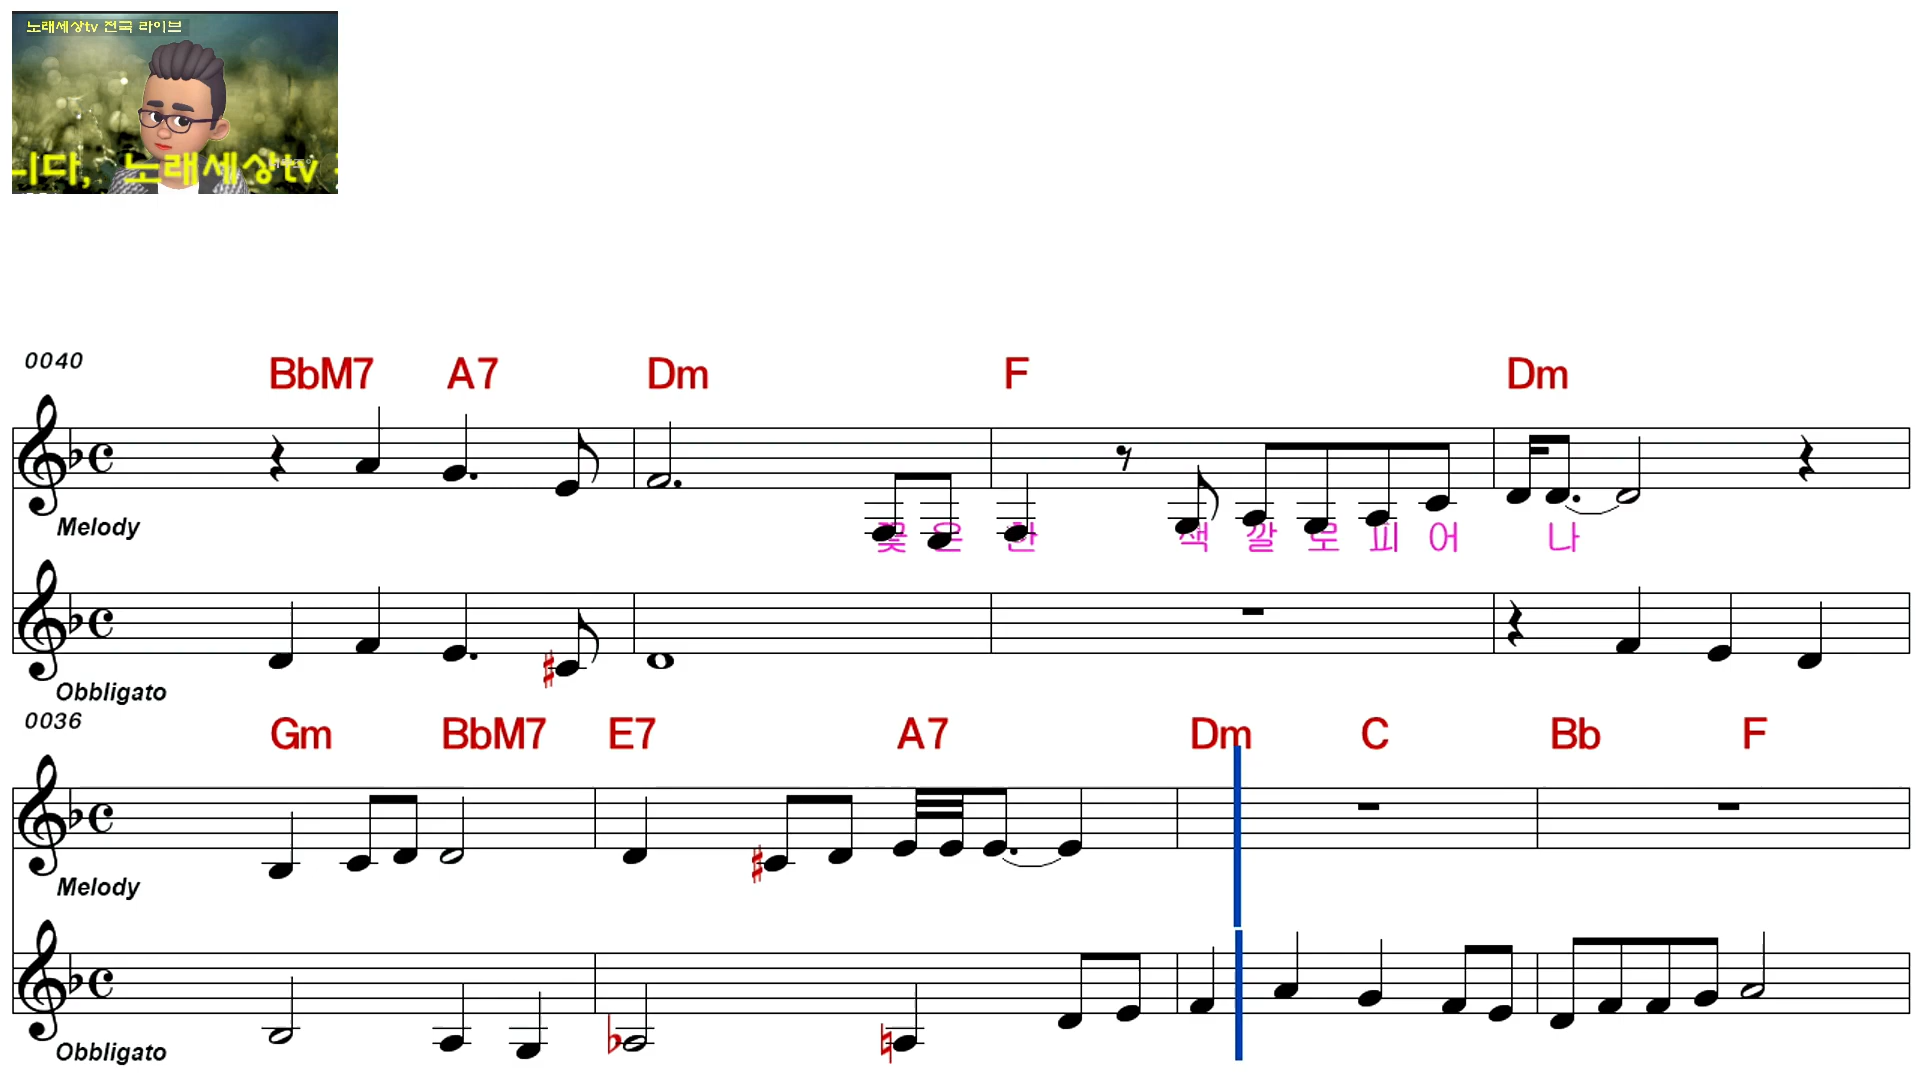 노래세상tv 전국 라이브
니다, 노래세상tv
0040
BbM7 A7 Dm F Dm
Melody
꽃 은 한 색 깔 로 피 어 나
Obbligato
0036
Gm BbM7 E7 A7 Dm C Bb F
Melody
Obbligato